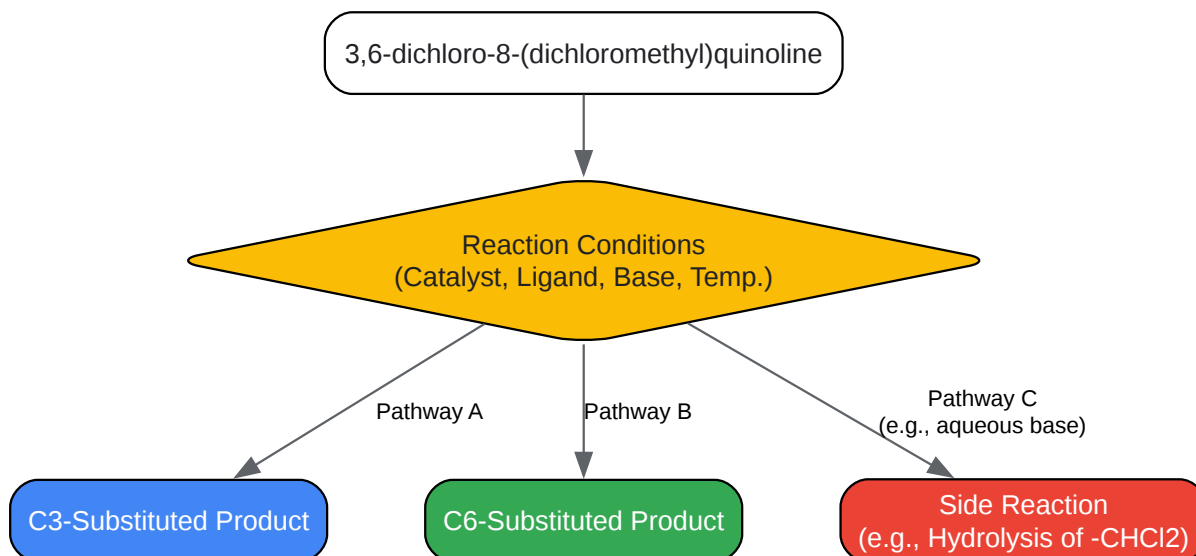 3,6-dichloro-8-(dichloromethyl)quinoline
Reaction Conditions
(Catalyst, Ligand, Base, Temp.)
Pathway A
Pathway B
Pathway C
(e.g., aqueous base)
C3-Substituted Product
C6-Substituted Product
Side Reaction
(e.g., Hydrolysis of -CHCl2)